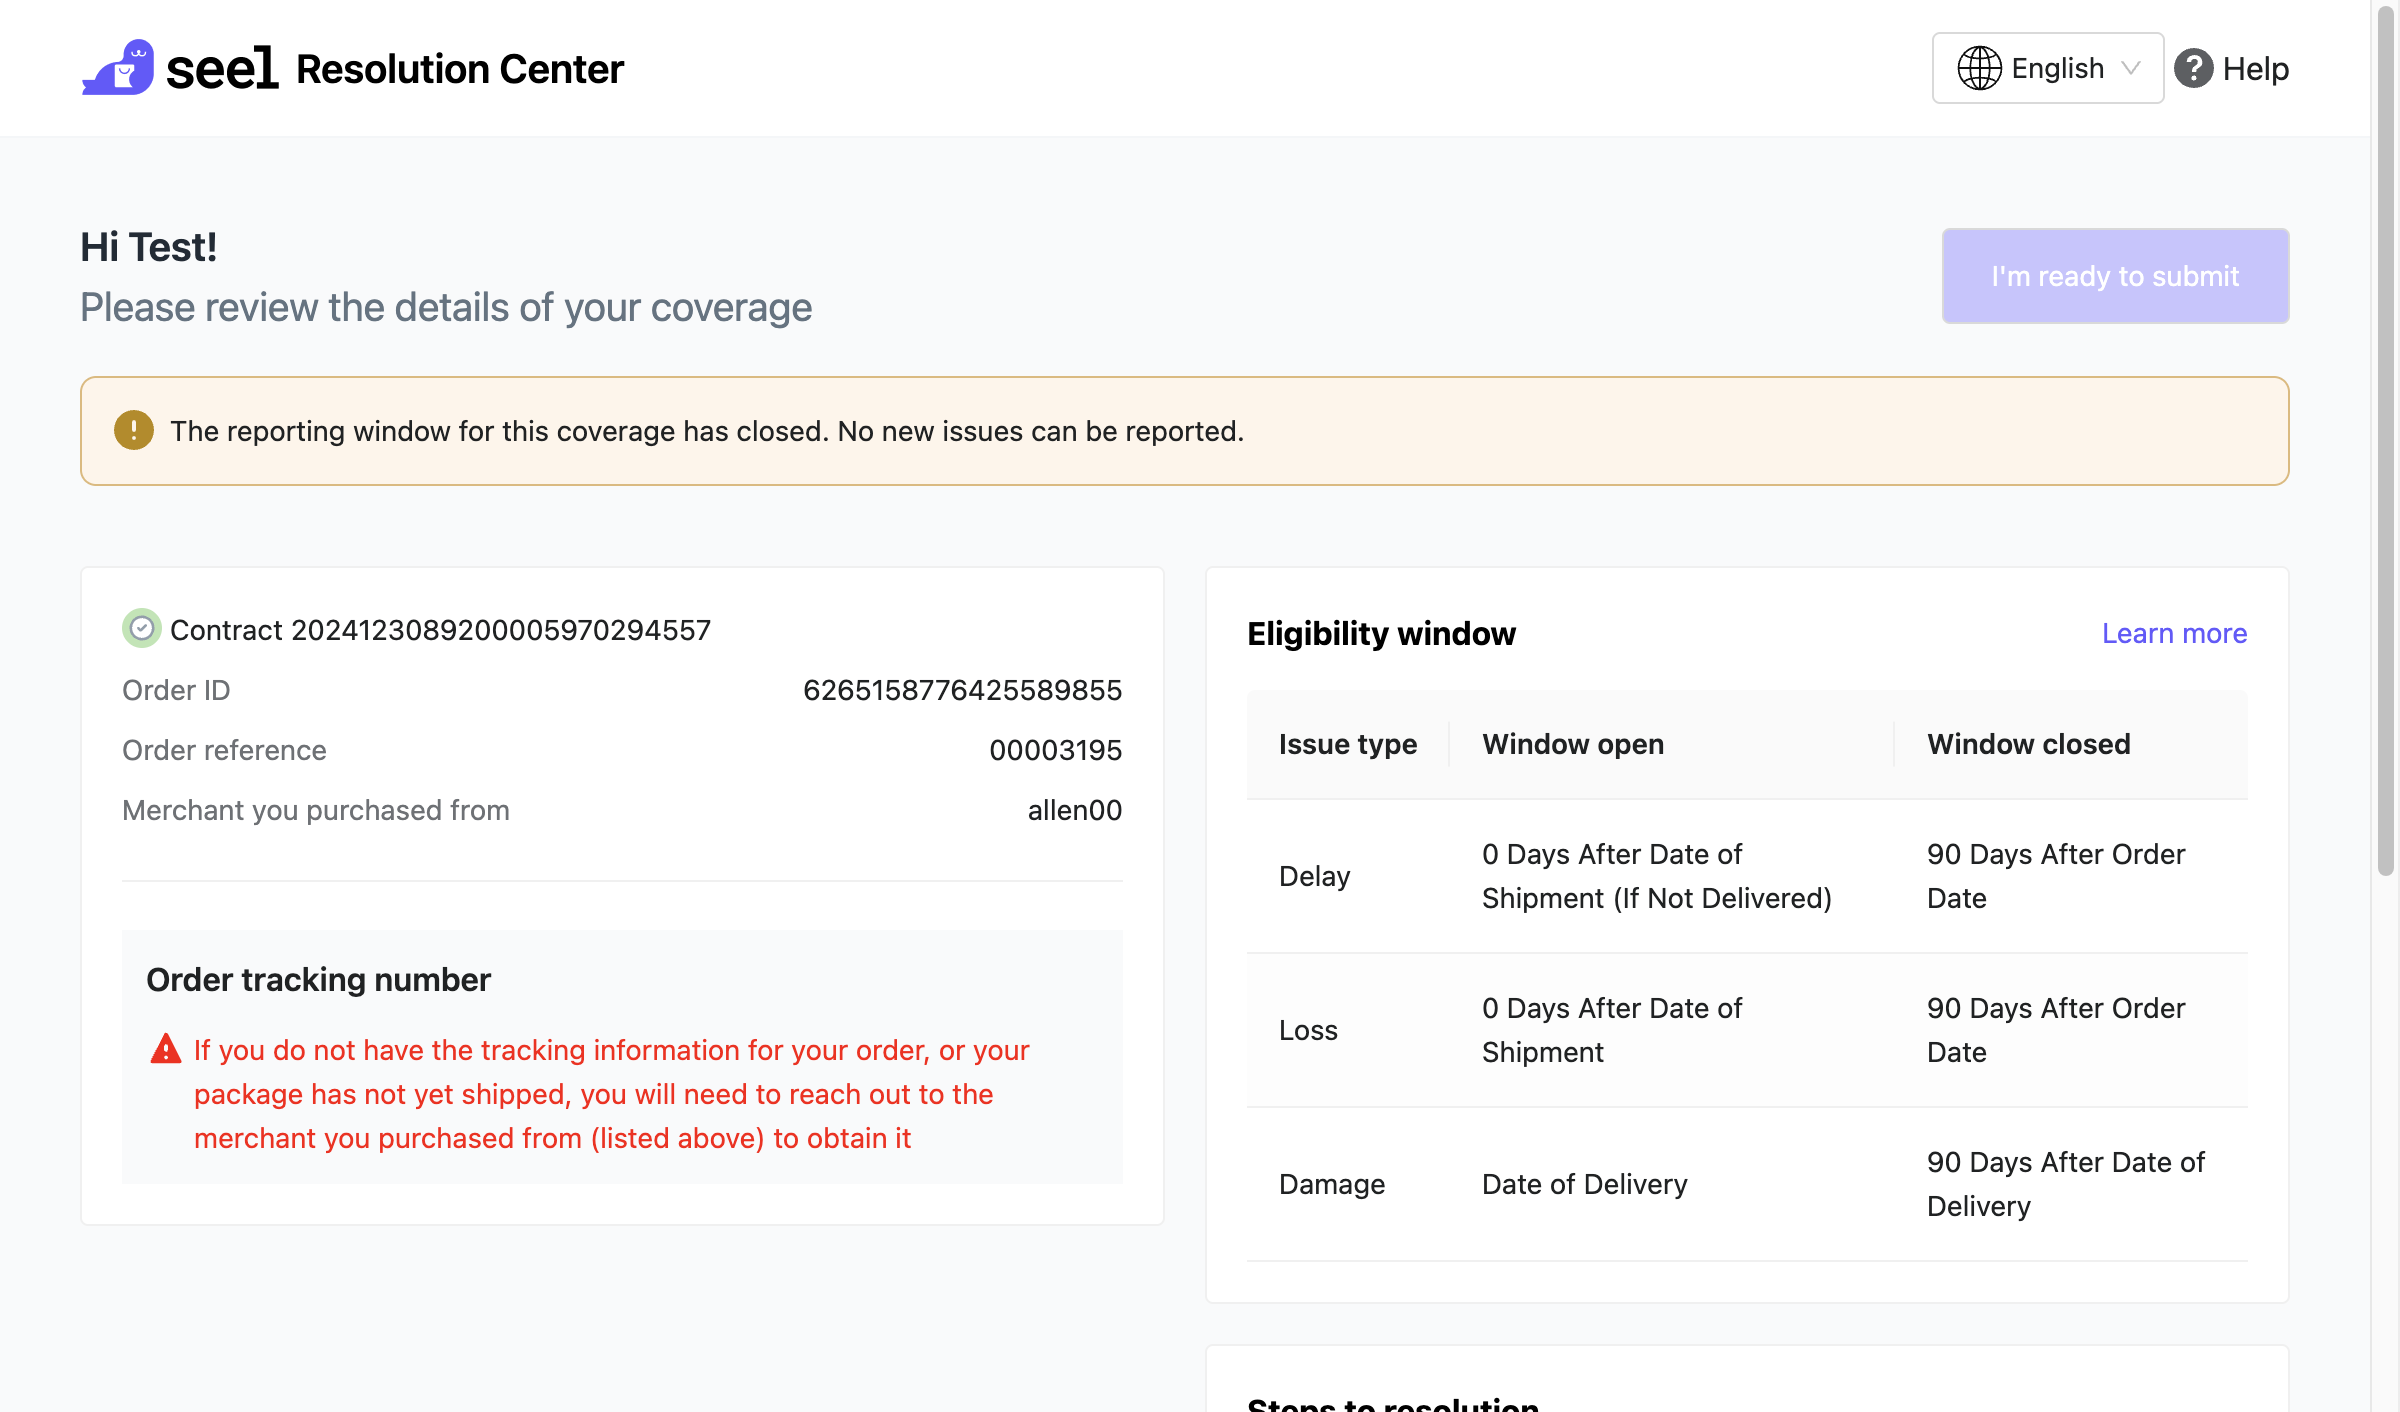 seel Resolution Center
English
Help
Hi Test!
Please review the details of your coverage
I'm ready to submit
The reporting window for this coverage has closed. No new issues can be reported.
Contract 2024123089200005970294557
Order ID 6265158776425589855
Order reference 00003195
Merchant you purchased from allen00
Order tracking number
If you do not have the tracking information for your order, or your
package has not yet shipped, you will need to reach out to the
merchant you purchased from (listed above) to obtain it
Eligibility window
Learn more
Issue type Window open Window closed
Delay
0 Days After Date of
Shipment (If Not Delivered)
90 Days After Order
Date
Loss
0 Days After Date of
Shipment
90 Days After Order
Date
Damage
Date of Delivery
90 Days After Date of
Delivery
Steps to resolution